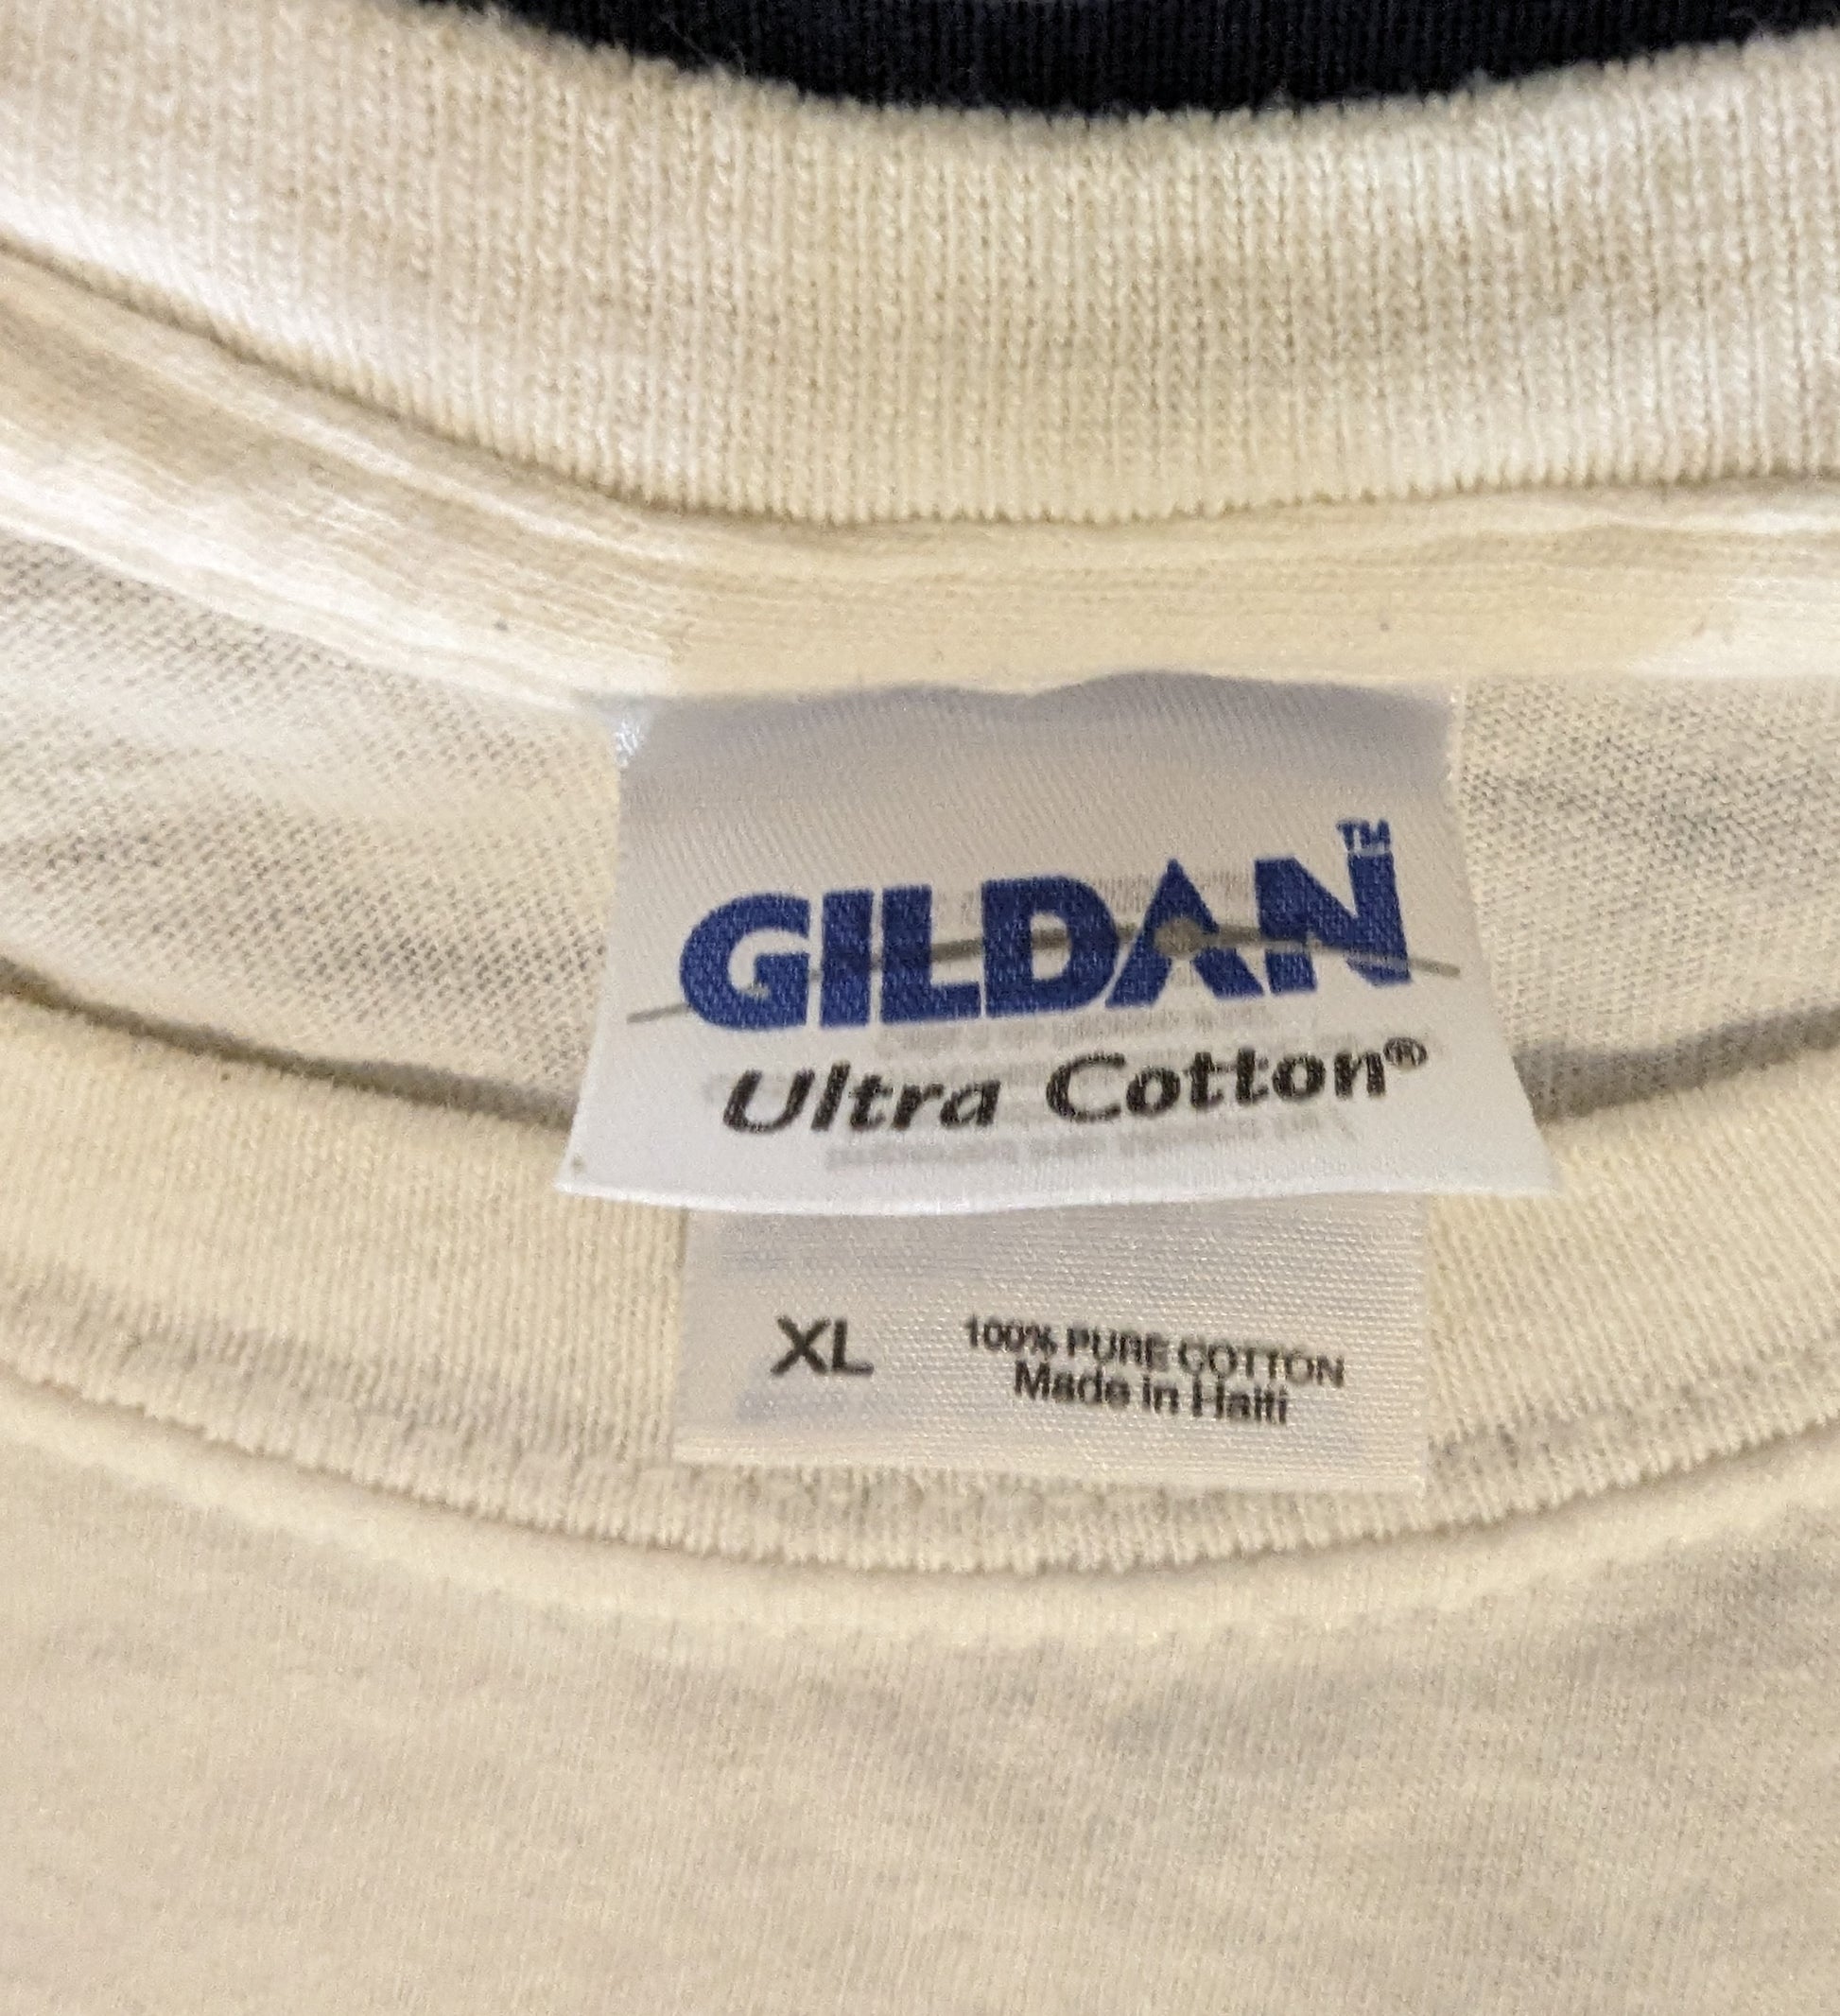 GILDAN™
Ultra Cotton®
XL
100% PURE COTTON
Made in Haiti